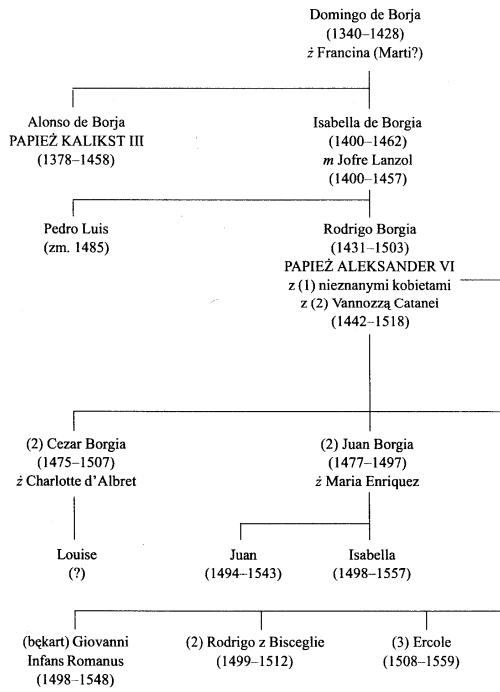 Domingo de Borja
(1340–1428)
ż Francina (Marti?)
Alonso de Borja
PAPIEŻ KALIKST III
(1378–1458)
Isabella de Borgia
(1400–1462)
m Jofre Lanzol
(1400–1457)
Pedro Luis
(zm. 1485)
Rodrigo Borgia
(1431–1503)
PAPIEŻ ALEKSANDER VI
z (1) nieznanymi kobietami
z (2) Vannozzą Catanei
(1442–1518)
(2) Cezar Borgia
(1475–1507)
ż Charlotte d’Albret
(2) Juan Borgia
(1477–1497)
ż Maria Enriquez
Louise
(?)
Juan
(1494–1543)
Isabella
(1498–1557)
(bękart) Giovanni
Infans Romanus
(1498–1548)
(2) Rodrigo z Bisceglie
(1499–1512)
(3) Ercole
(1508–1559)